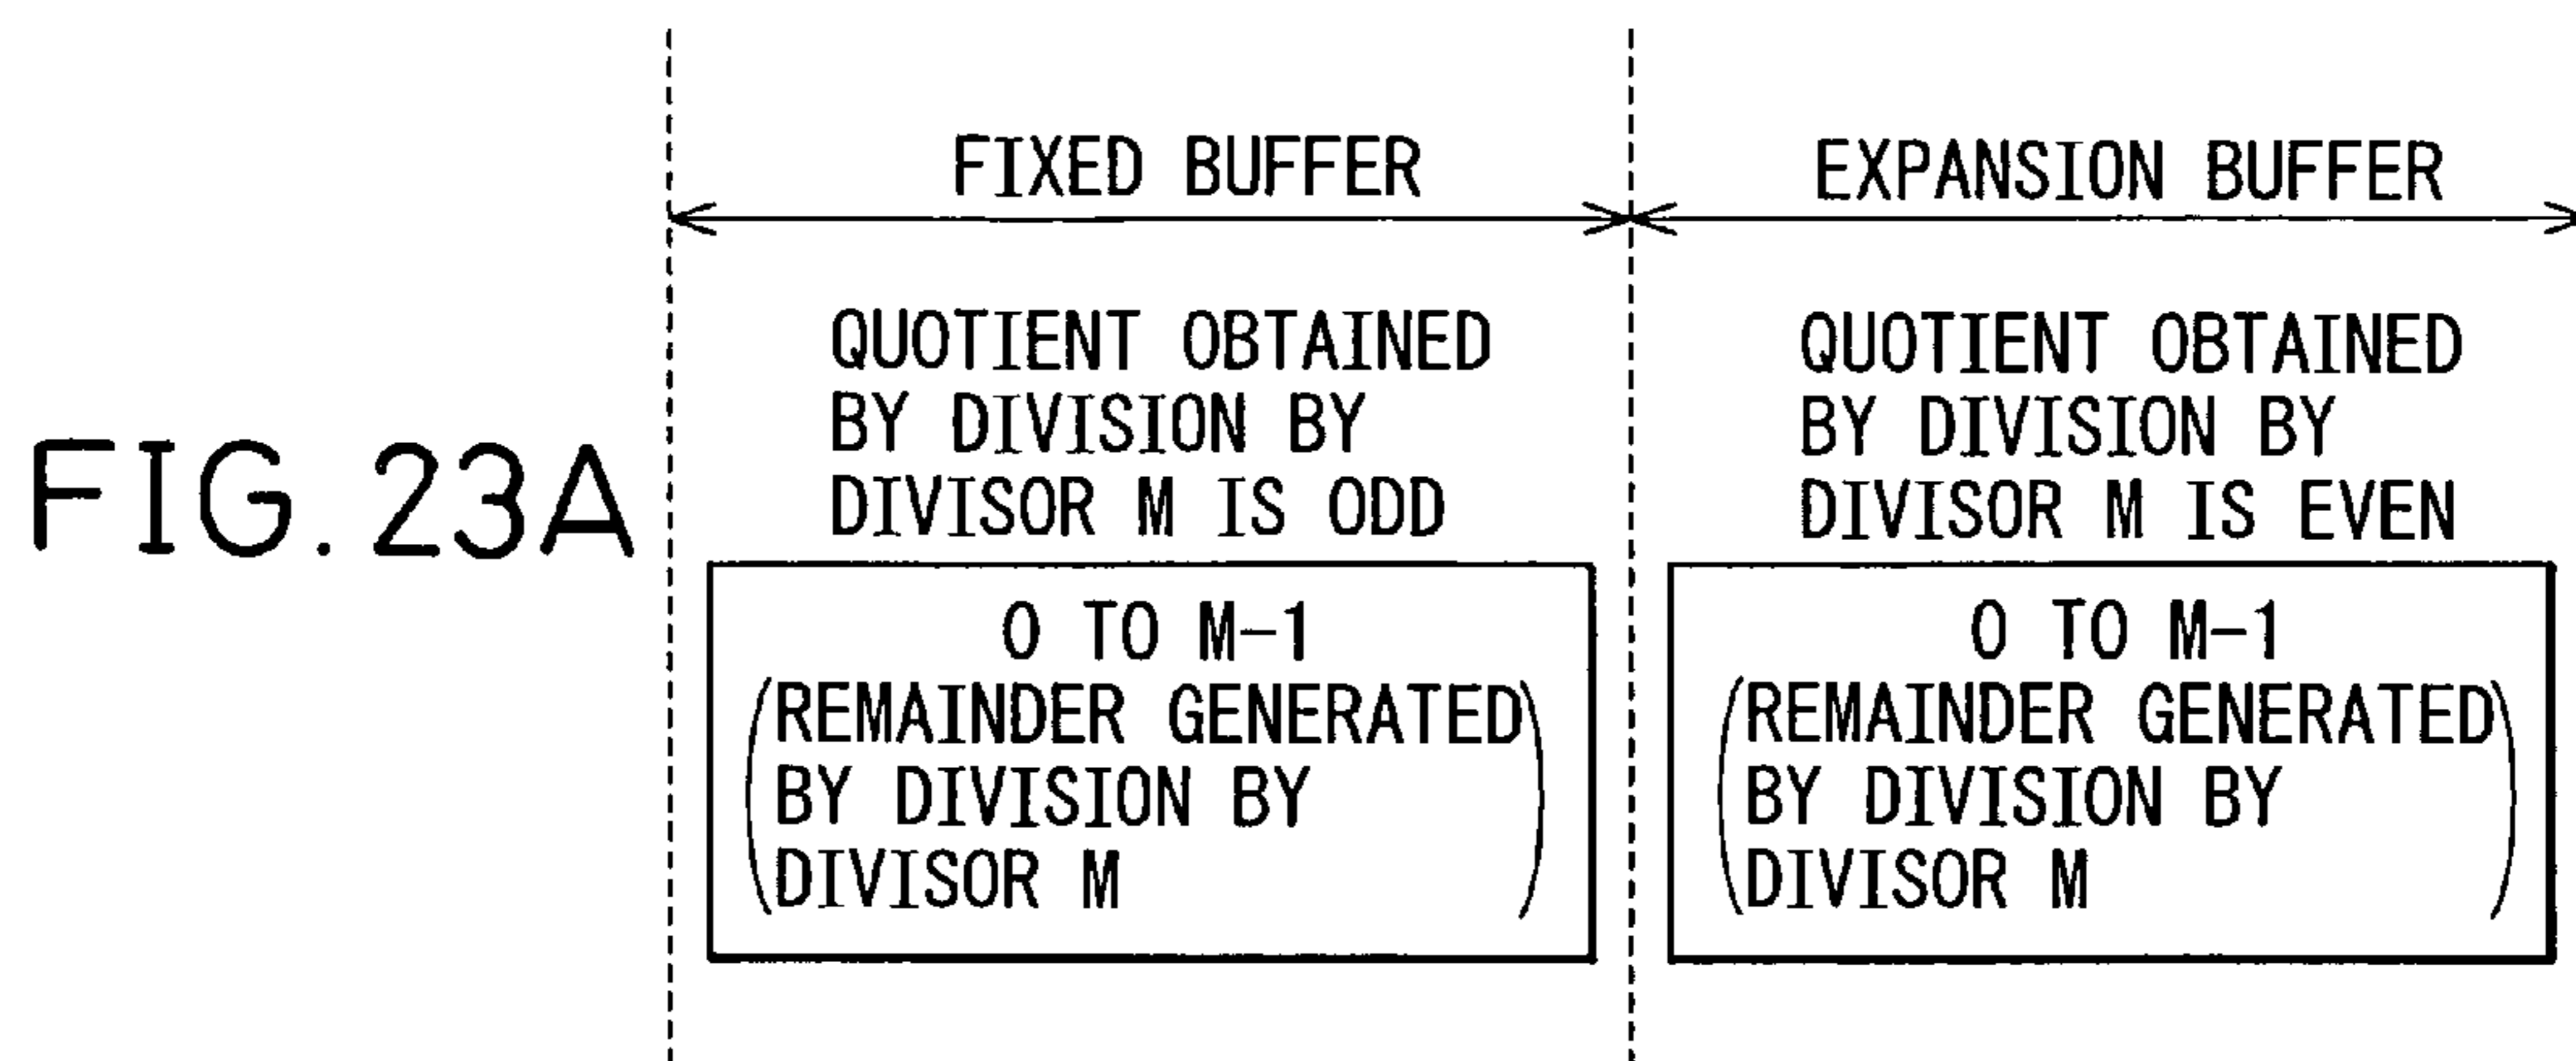 FIG. 23A
FIXED BUFFER
QUOTIENT OBTAINED
BY DIVISION BY
DIVISOR M IS ODD
0 TO M-1
(REMAINDER GENERATED
BY DIVISION BY
DIVISOR M)
EXPANSION BUFFER
QUOTIENT OBTAINED
BY DIVISION BY
DIVISOR M IS EVEN
0 TO M-1
(REMAINDER GENERATED
BY DIVISION BY
DIVISOR M)